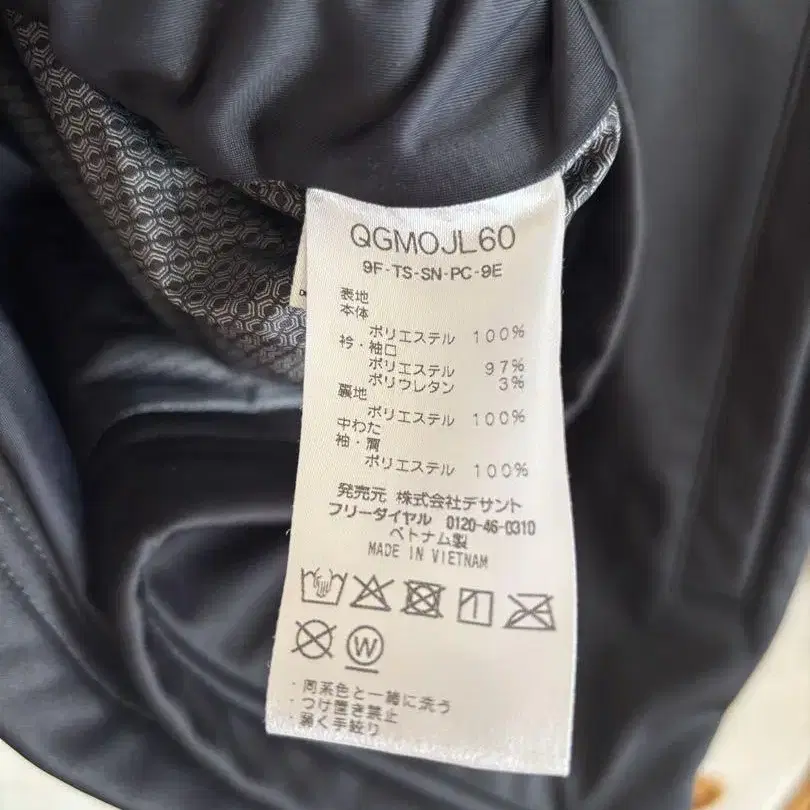 QGMOJL60
9F-TS-SN-PC-9E
表地
本体
ポリエステル 100%
衿・袖口
ポリエステル 97%
ポリウレタン 3%
裏地
ポリエステル 100%
中わた
袖・肩
ポリエステル 100%
発売元 株式会社デサント
フリーダイヤル 0120-46-0310
ベトナム製
MADE IN VIETNAM
W
・同系色と一緒に洗う
・つけ置き禁止
・弱く手絞り